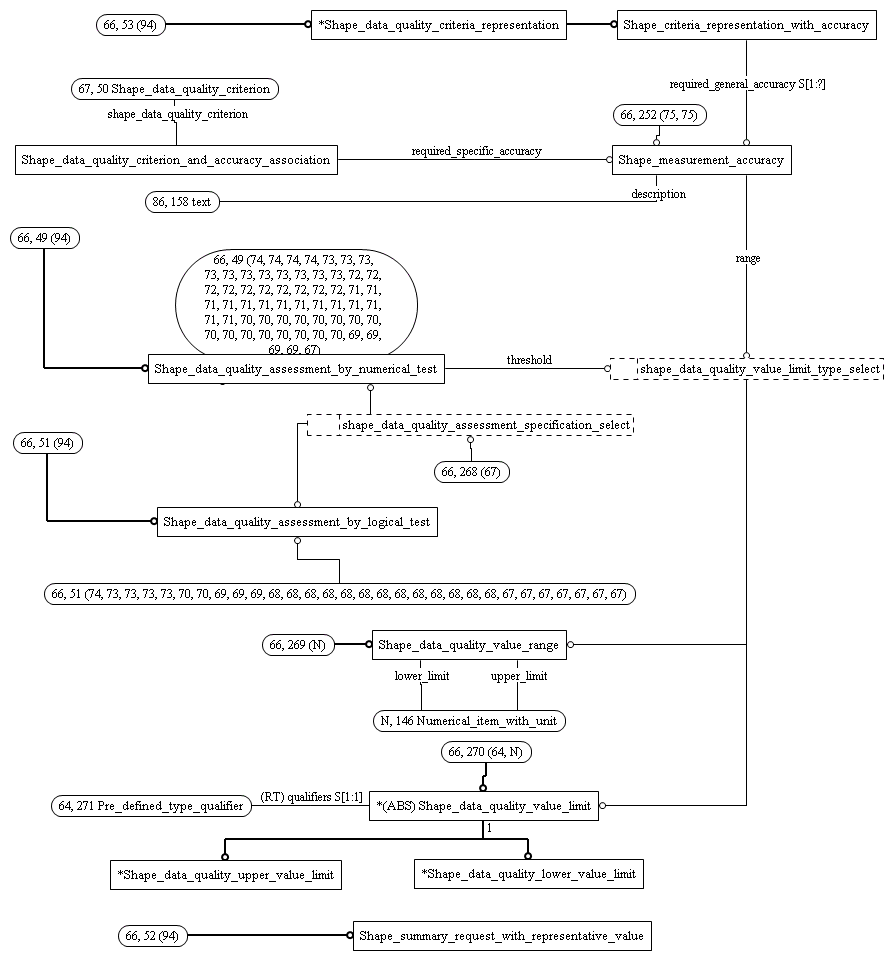 66, 53 (94)
*Shape_data_quality_criteria_representation
Shape_criteria_representation_with_accuracy
67, 50 Shape_data_quality_criterion
required_general_accuracy S[1:?]
shape_data_quality_criterion
66, 252 (75, 75)
Shape_data_quality_criterion_and_accuracy_association
required_specific_accuracy
Shape_measurement_accuracy
86, 158 text
description
66, 49 (94)
range
66, 49 (74, 74, 74, 74, 73, 73, 73,
73, 73, 73, 73, 73, 73, 73, 73, 72, 72,
72, 72, 72, 72, 72, 72, 72, 72, 71, 71,
71, 71, 71, 71, 71, 71, 71, 71, 71, 71,
71, 71, 70, 70, 70, 70, 70, 70, 70, 70,
70, 70, 70, 70, 70, 70, 70, 70, 69, 69,
69, 69, 67)
Shape_data_quality_assessment_by_numerical_test
threshold
shape_data_quality_value_limit_type_select
shape_data_quality_assessment_specification_select
66, 51 (94)
66, 268 (67)
Shape_data_quality_assessment_by_logical_test
66, 51 (74, 73, 73, 73, 73, 70, 70, 69, 69, 69, 68, 68, 68, 68, 68, 68, 68, 68, 68, 68, 68, 68, 68, 67, 67, 67, 67, 67, 67, 67)
66, 269 (N)
Shape_data_quality_value_range
lower_limit
upper_limit
N, 146 Numerical_item_with_unit
66, 270 (64, N)
64, 271 Pre_defined_type_qualifier
(RT) qualifiers S[1:1]
*(ABS) Shape_data_quality_value_limit
1
*Shape_data_quality_upper_value_limit
*Shape_data_quality_lower_value_limit
66, 52 (94)
Shape_summary_request_with_representative_value